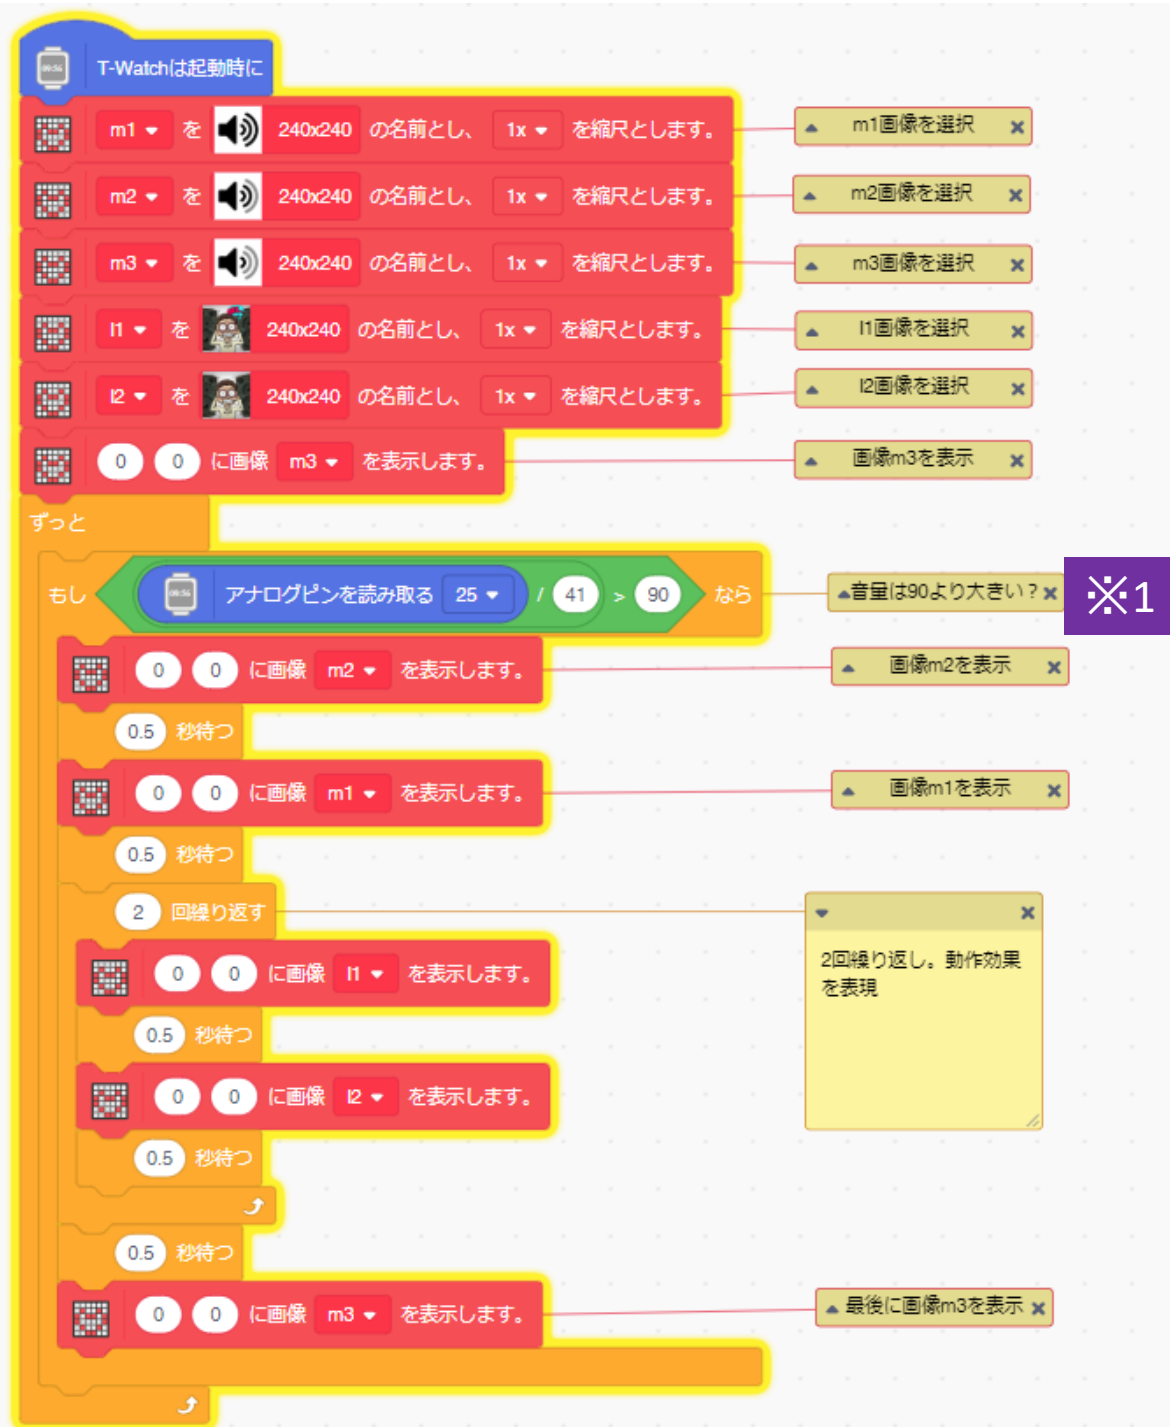 T-Watchは起動時に
m1 を 240x240 の名前とし、 1x を縮尺とします。 m1画像を選択
m2 を 240x240 の名前とし、 1x を縮尺とします。 m2画像を選択
m3 を 240x240 の名前とし、 1x を縮尺とします。 m3画像を選択
l1 を 240x240 の名前とし、 1x を縮尺とします。 l1画像を選択
l2 を 240x240 の名前とし、 1x を縮尺とします。 l2画像を選択
0 0 に画像 m3 を表示します。 画像m3を表示
ずっと
もし アナログピンを読み取る 25 / 41 > 90 なら 音量は90より大きい？ ※1
0 0 に画像 m2 を表示します。 画像m2を表示
0.5 秒待つ
0 0 に画像 m1 を表示します。 画像m1を表示
0.5 秒待つ
2 回繰り返す
2回繰り返し。動作効果
を表現
0 0 に画像 l1 を表示します。
0.5 秒待つ
0 0 に画像 l2 を表示します。
0.5 秒待つ
0.5 秒待つ
0 0 に画像 m3 を表示します。 最後に画像m3を表示